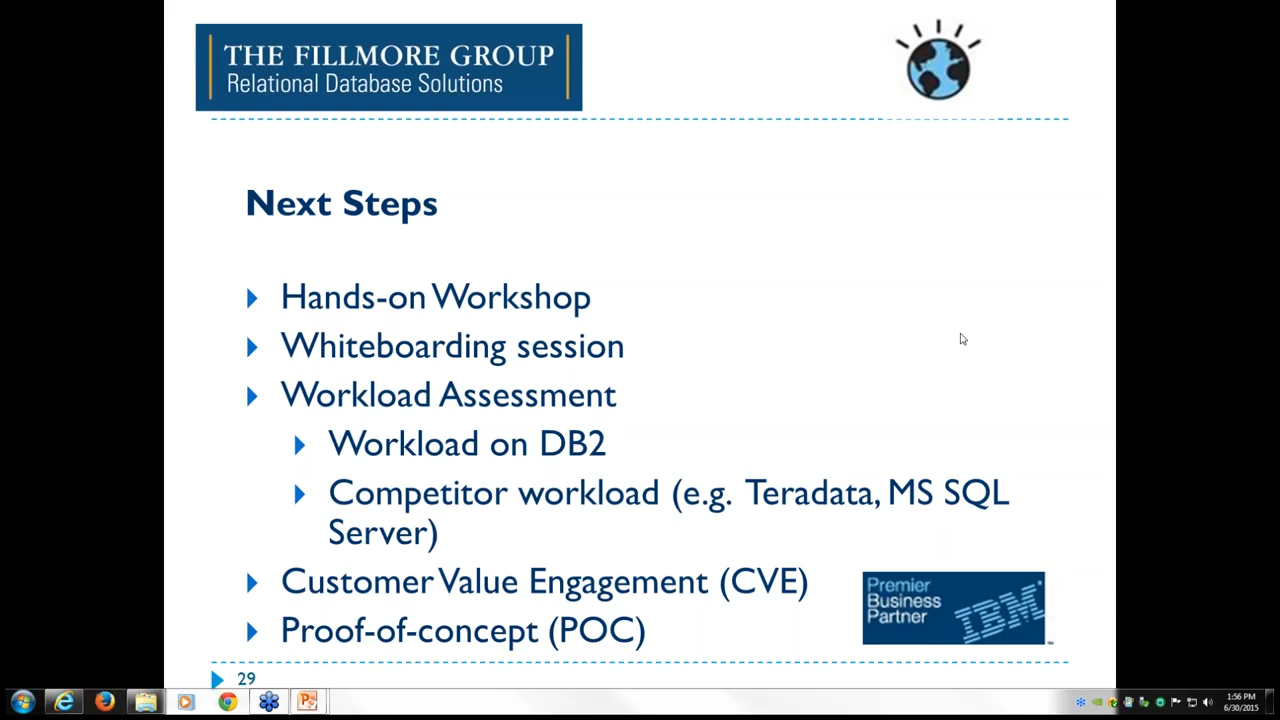 THE FILLMORE GROUP
Relational Database Solutions
Next Steps
Hands-on Workshop
Whiteboarding session
Workload Assessment
Workload on DB2
Competitor workload (e.g. Teradata, MS SQL
Server)
Customer Value Engagement (CVE)
Proof-of-concept (POC)
Premier
Business
Partner
IBM
29
1:56 PM
6/30/2015